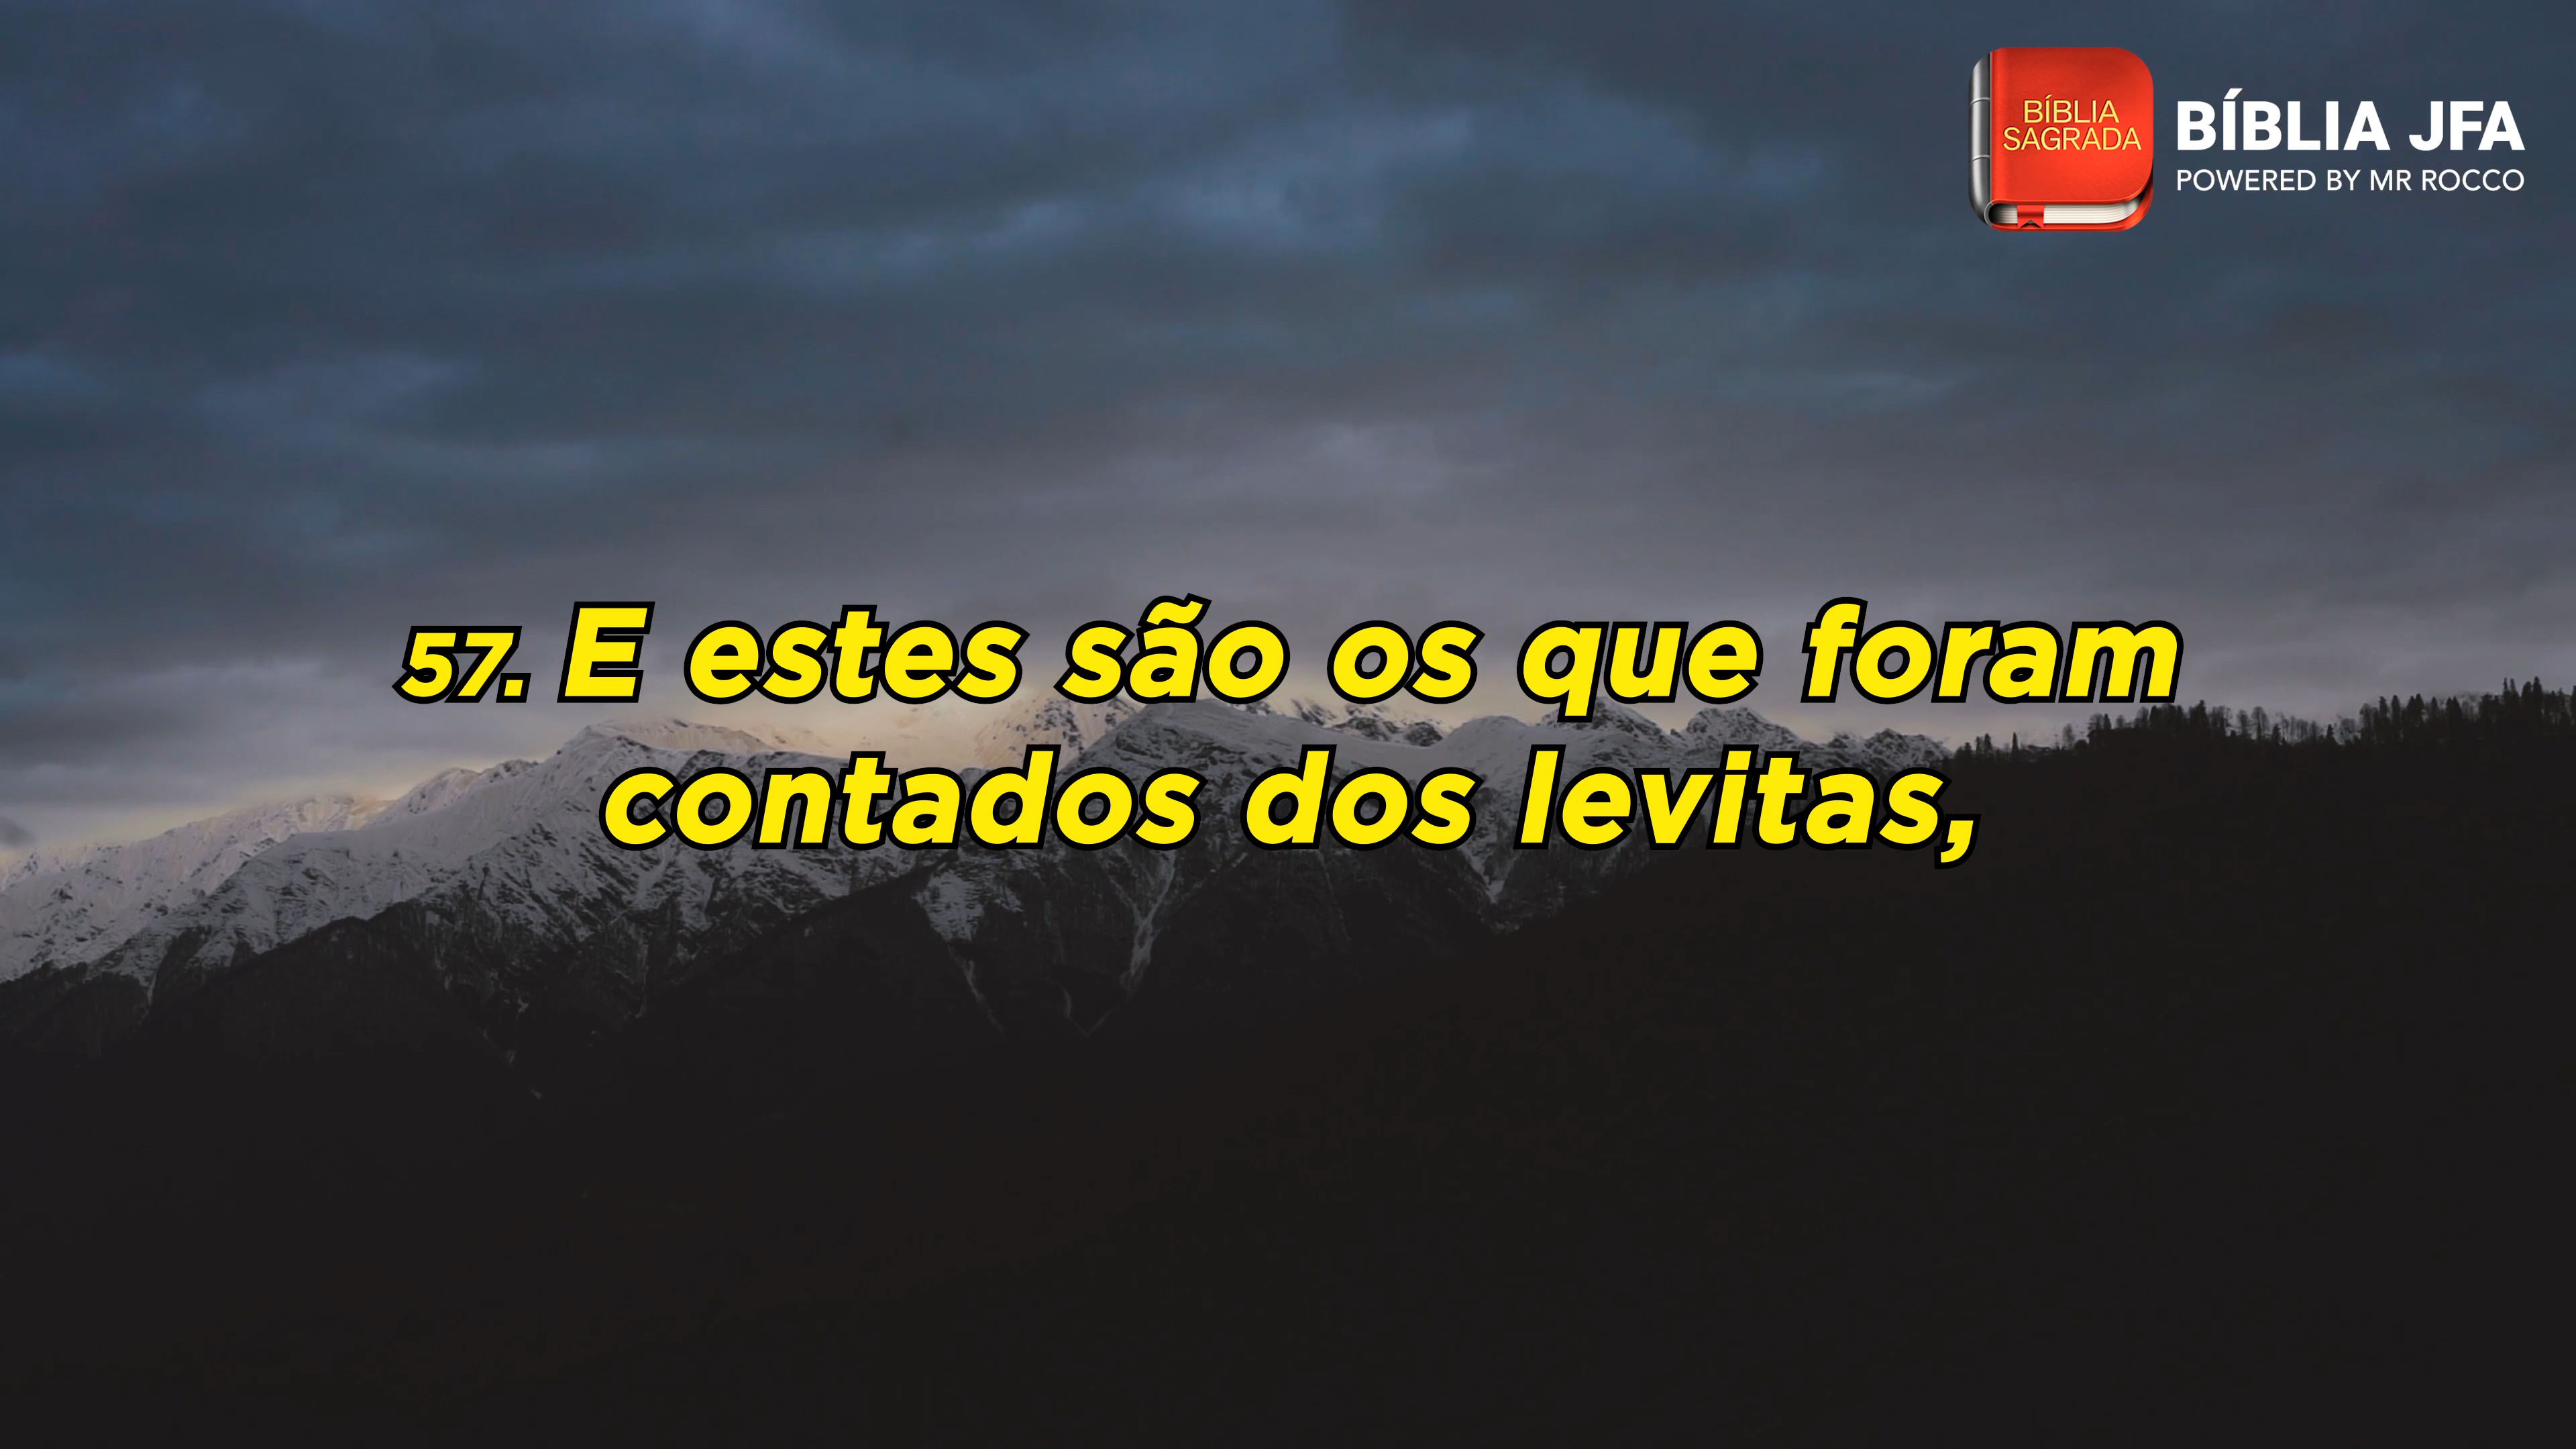 BÍBLIA
SAGRADA
BÍBLIA JFA
POWERED BY MR ROCCO
57. E estes são os que foram
contados dos levitas,